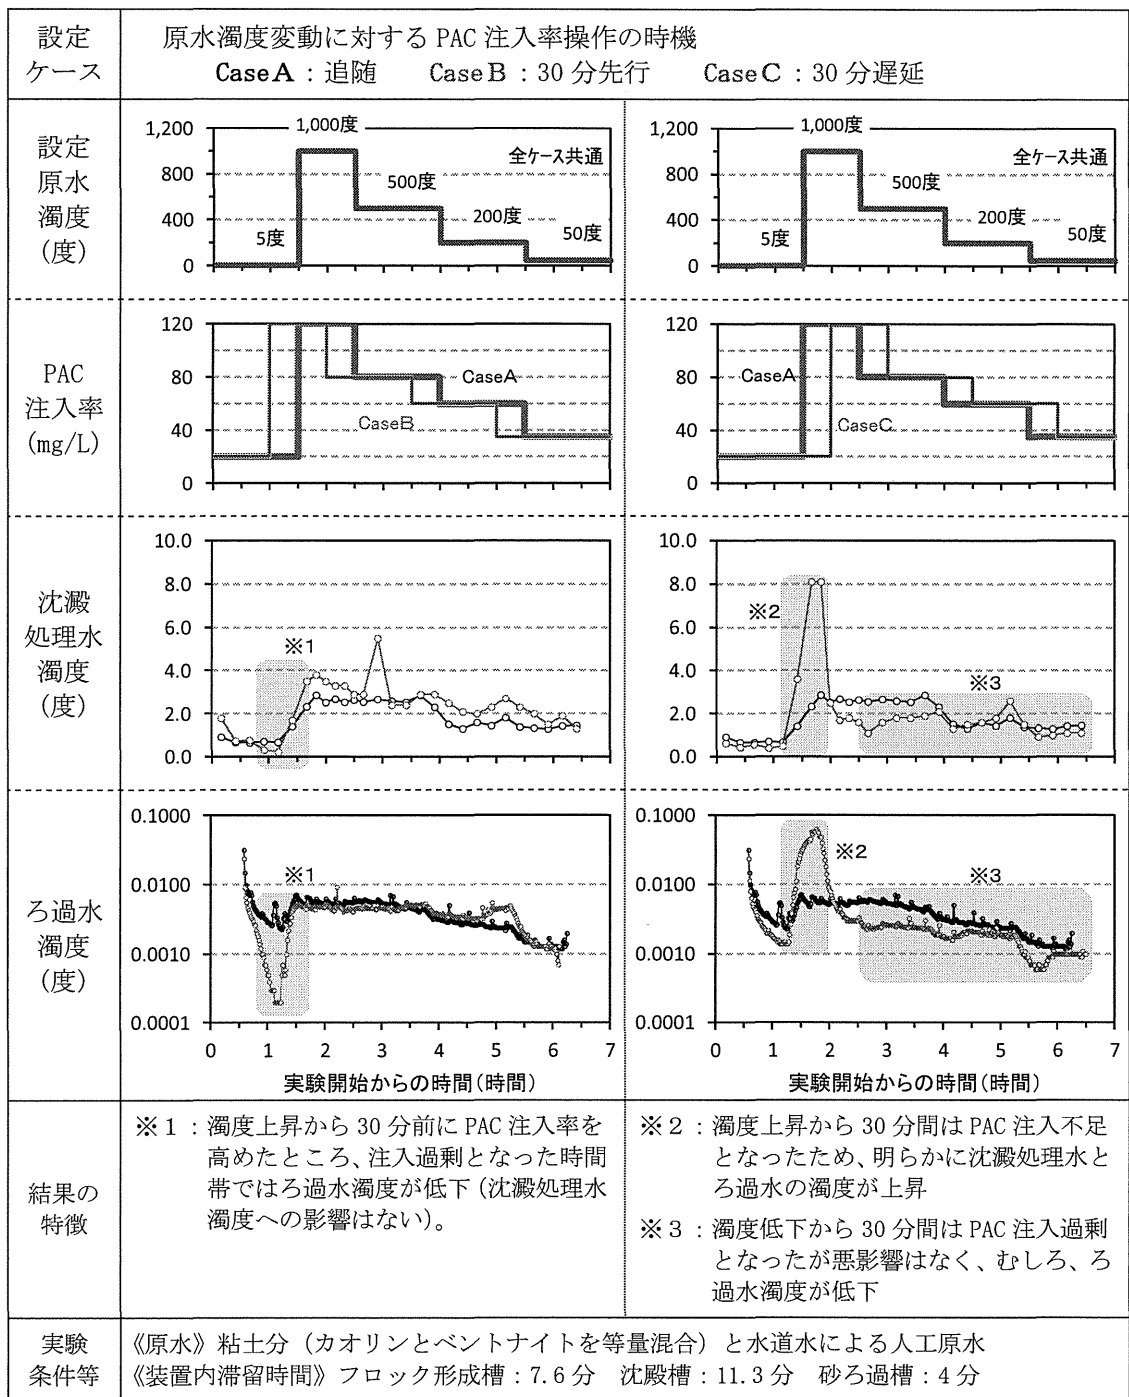 設定
ケース
原水濁度変動に対する PAC 注入率操作の時機
CaseA：追随 CaseB：30 分先行 CaseC：30 分遅延
設定
原水
濁度
(度)
1,200
800
400
0
1,000度
全ケース共通
500度
200度
50度
5度
1,200
800
400
0
1,000度
全ケース共通
500度
200度
50度
5度
PAC
注入率
(mg/L)
120
80
40
0
CaseA
CaseB
120
80
40
0
CaseA
CaseC
沈澱
処理水
濁度
(度)
10.0
8.0
6.0
4.0
2.0
0.0
※1
10.0
8.0
6.0
4.0
2.0
0.0
※2
※3
ろ過水
濁度
(度)
0.1000
0.0100
0.0010
0.0001
※1
0 1 2 3 4 5 6 7
実験開始からの時間(時間)
0.1000
0.0100
0.0010
0.0001
※2
※3
0 1 2 3 4 5 6 7
実験開始からの時間(時間)
結果の
特徴
※1：濁度上昇から 30 分前に PAC 注入率を
高めたところ、注入過剰となった時間
帯ではろ過水濁度が低下（沈澱処理水
濁度への影響はない）。
※2：濁度上昇から 30 分間は PAC 注入不足
となったため、明らかに沈澱処理水と
ろ過水の濁度が上昇
※3：濁度低下から 30 分間は PAC 注入過剰
となったが悪影響はなく、むしろ、ろ
過水濁度が低下
実験
条件等
《原水》粘土分（カオリンとベントナイトを等量混合）と水道水による人工原水
《装置内滞留時間》フロック形成槽：7.6 分 沈殿槽：11.3 分 砂ろ過槽：4 分